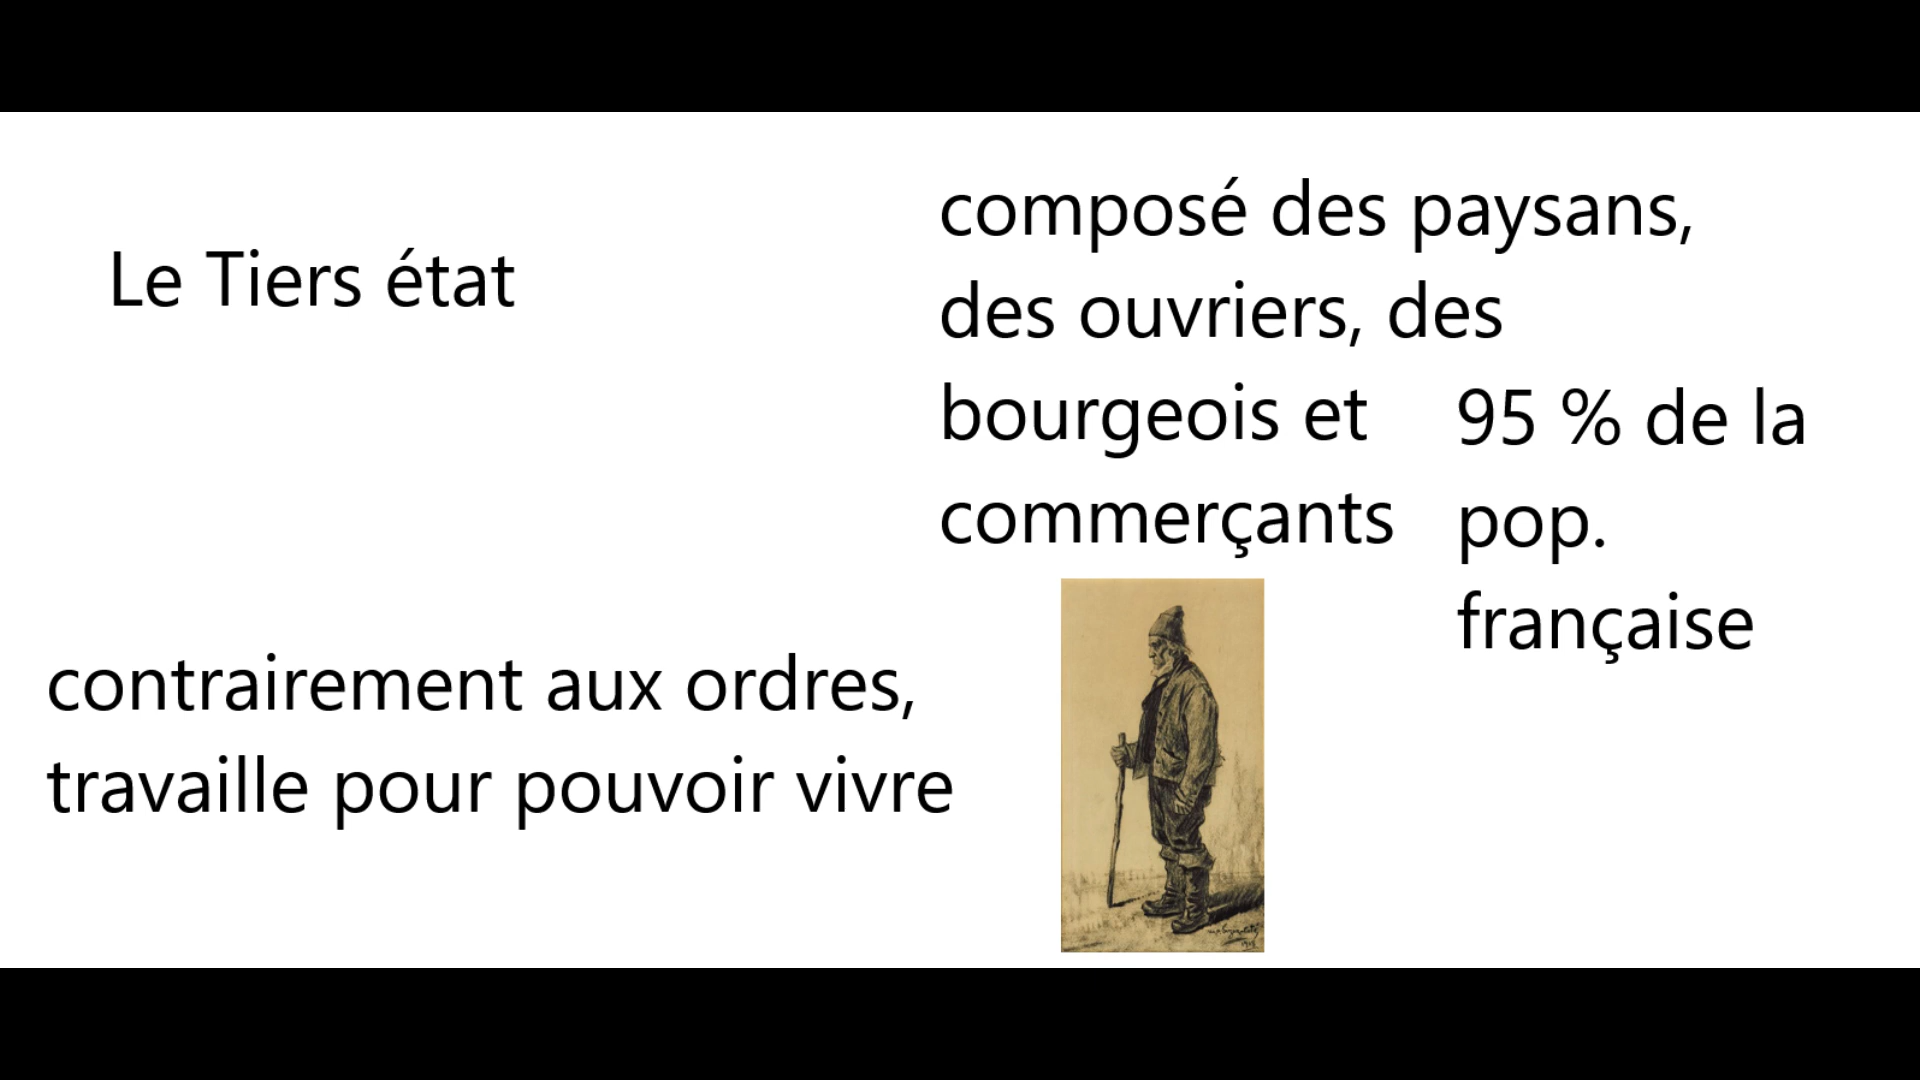 Le Tiers état
composé des paysans,
des ouvriers, des
bourgeois et
commerçants
95 % de la
pop.
française
contrairement aux ordres,
travaille pour pouvoir vivre